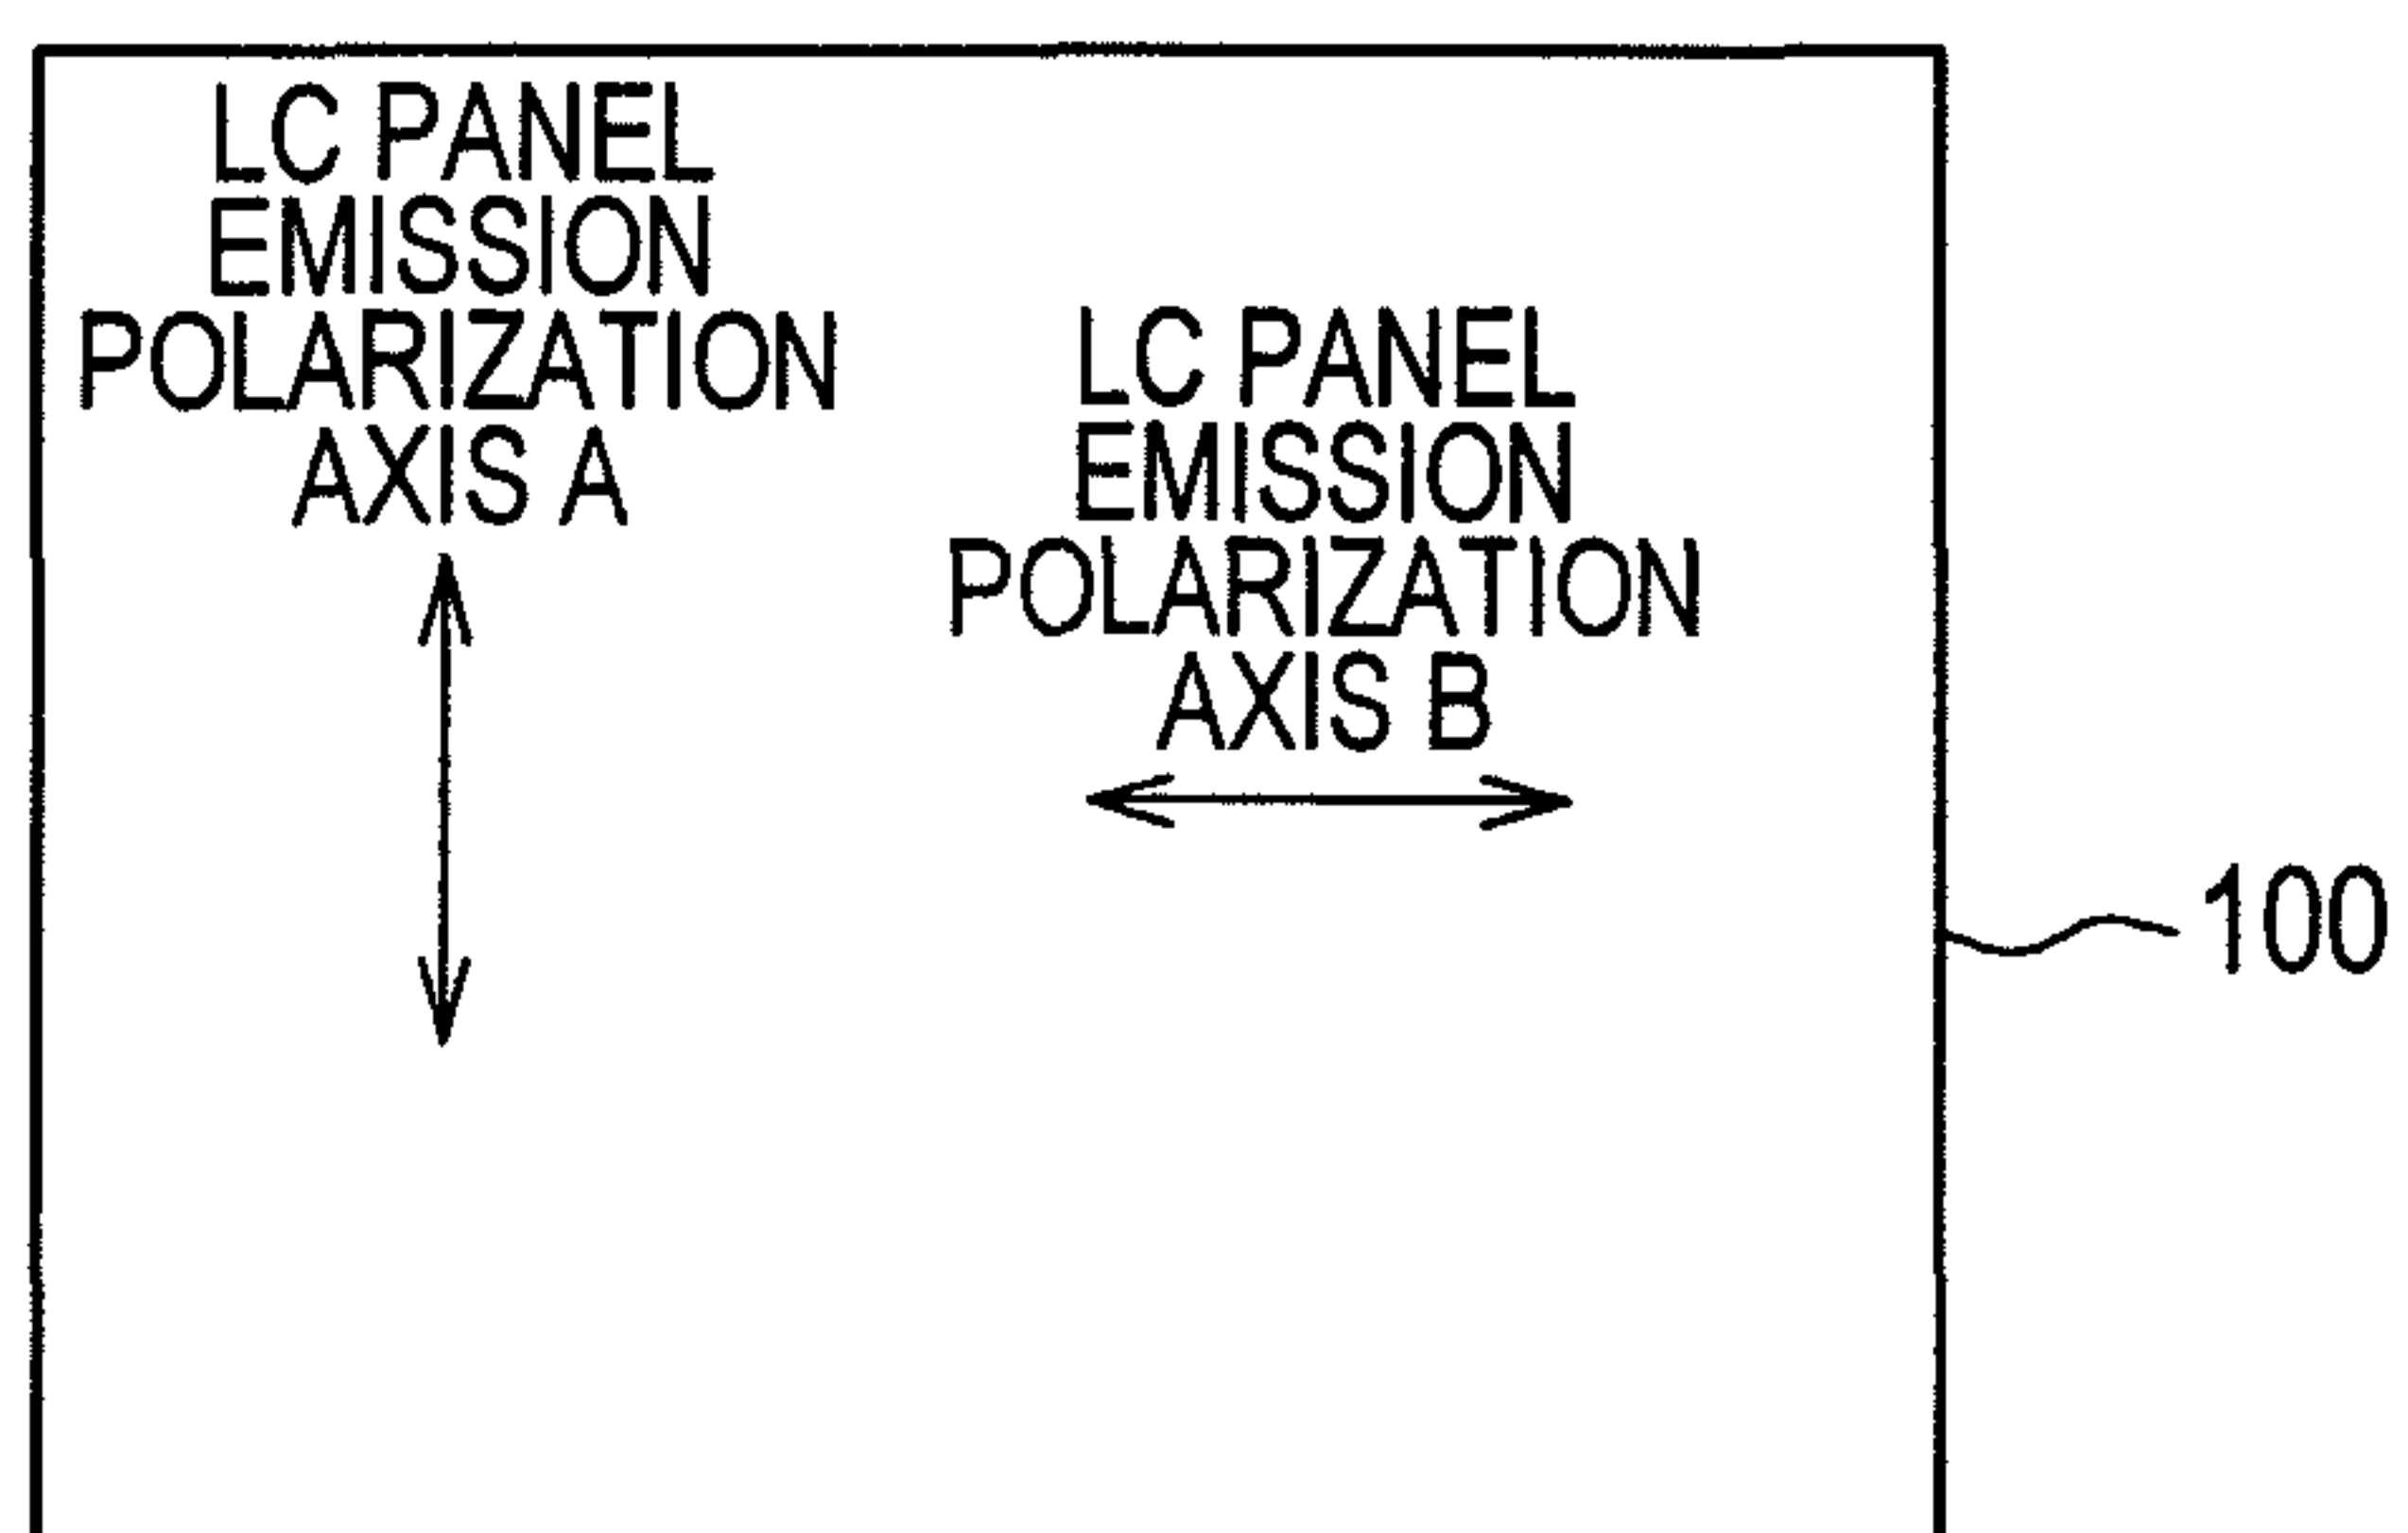 LC PANEL
EMISSION
POLARIZATION
AXIS A
LC PANEL
EMISSION
POLARIZATION
AXIS B
100